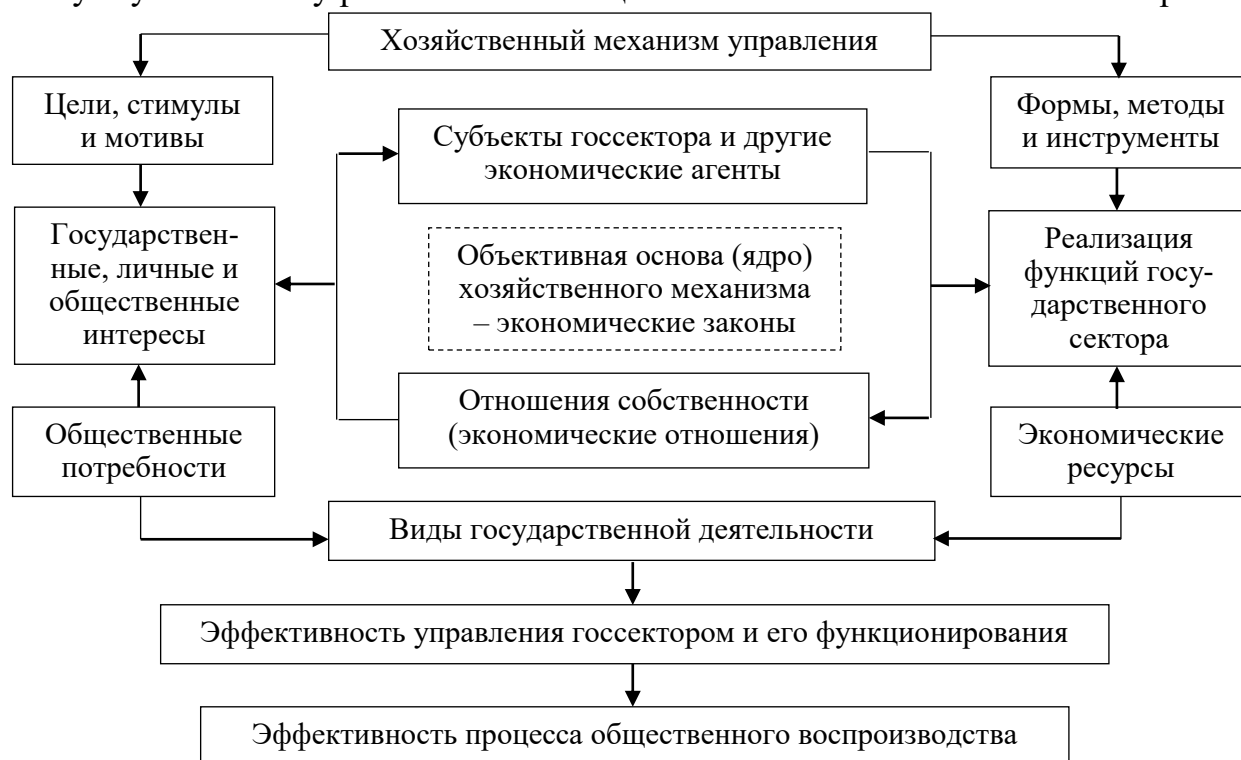 Хозяйственный механизм управления
Цели, стимулы
и мотивы
Формы, методы
и инструменты
Субъекты госсектора и другие
экономические агенты
Государствен-
ные, личные и
общественные
интересы
Объективная основа (ядро)
хозяйственного механизма
– экономические законы
Реализация
функций госу-
дарственного
сектора
Отношения собственности
(экономические отношения)
Общественные
потребности
Экономические
ресурсы
Виды государственной деятельности
Эффективность управления госсектором и его функционирования
Эффективность процесса общественного воспроизводства